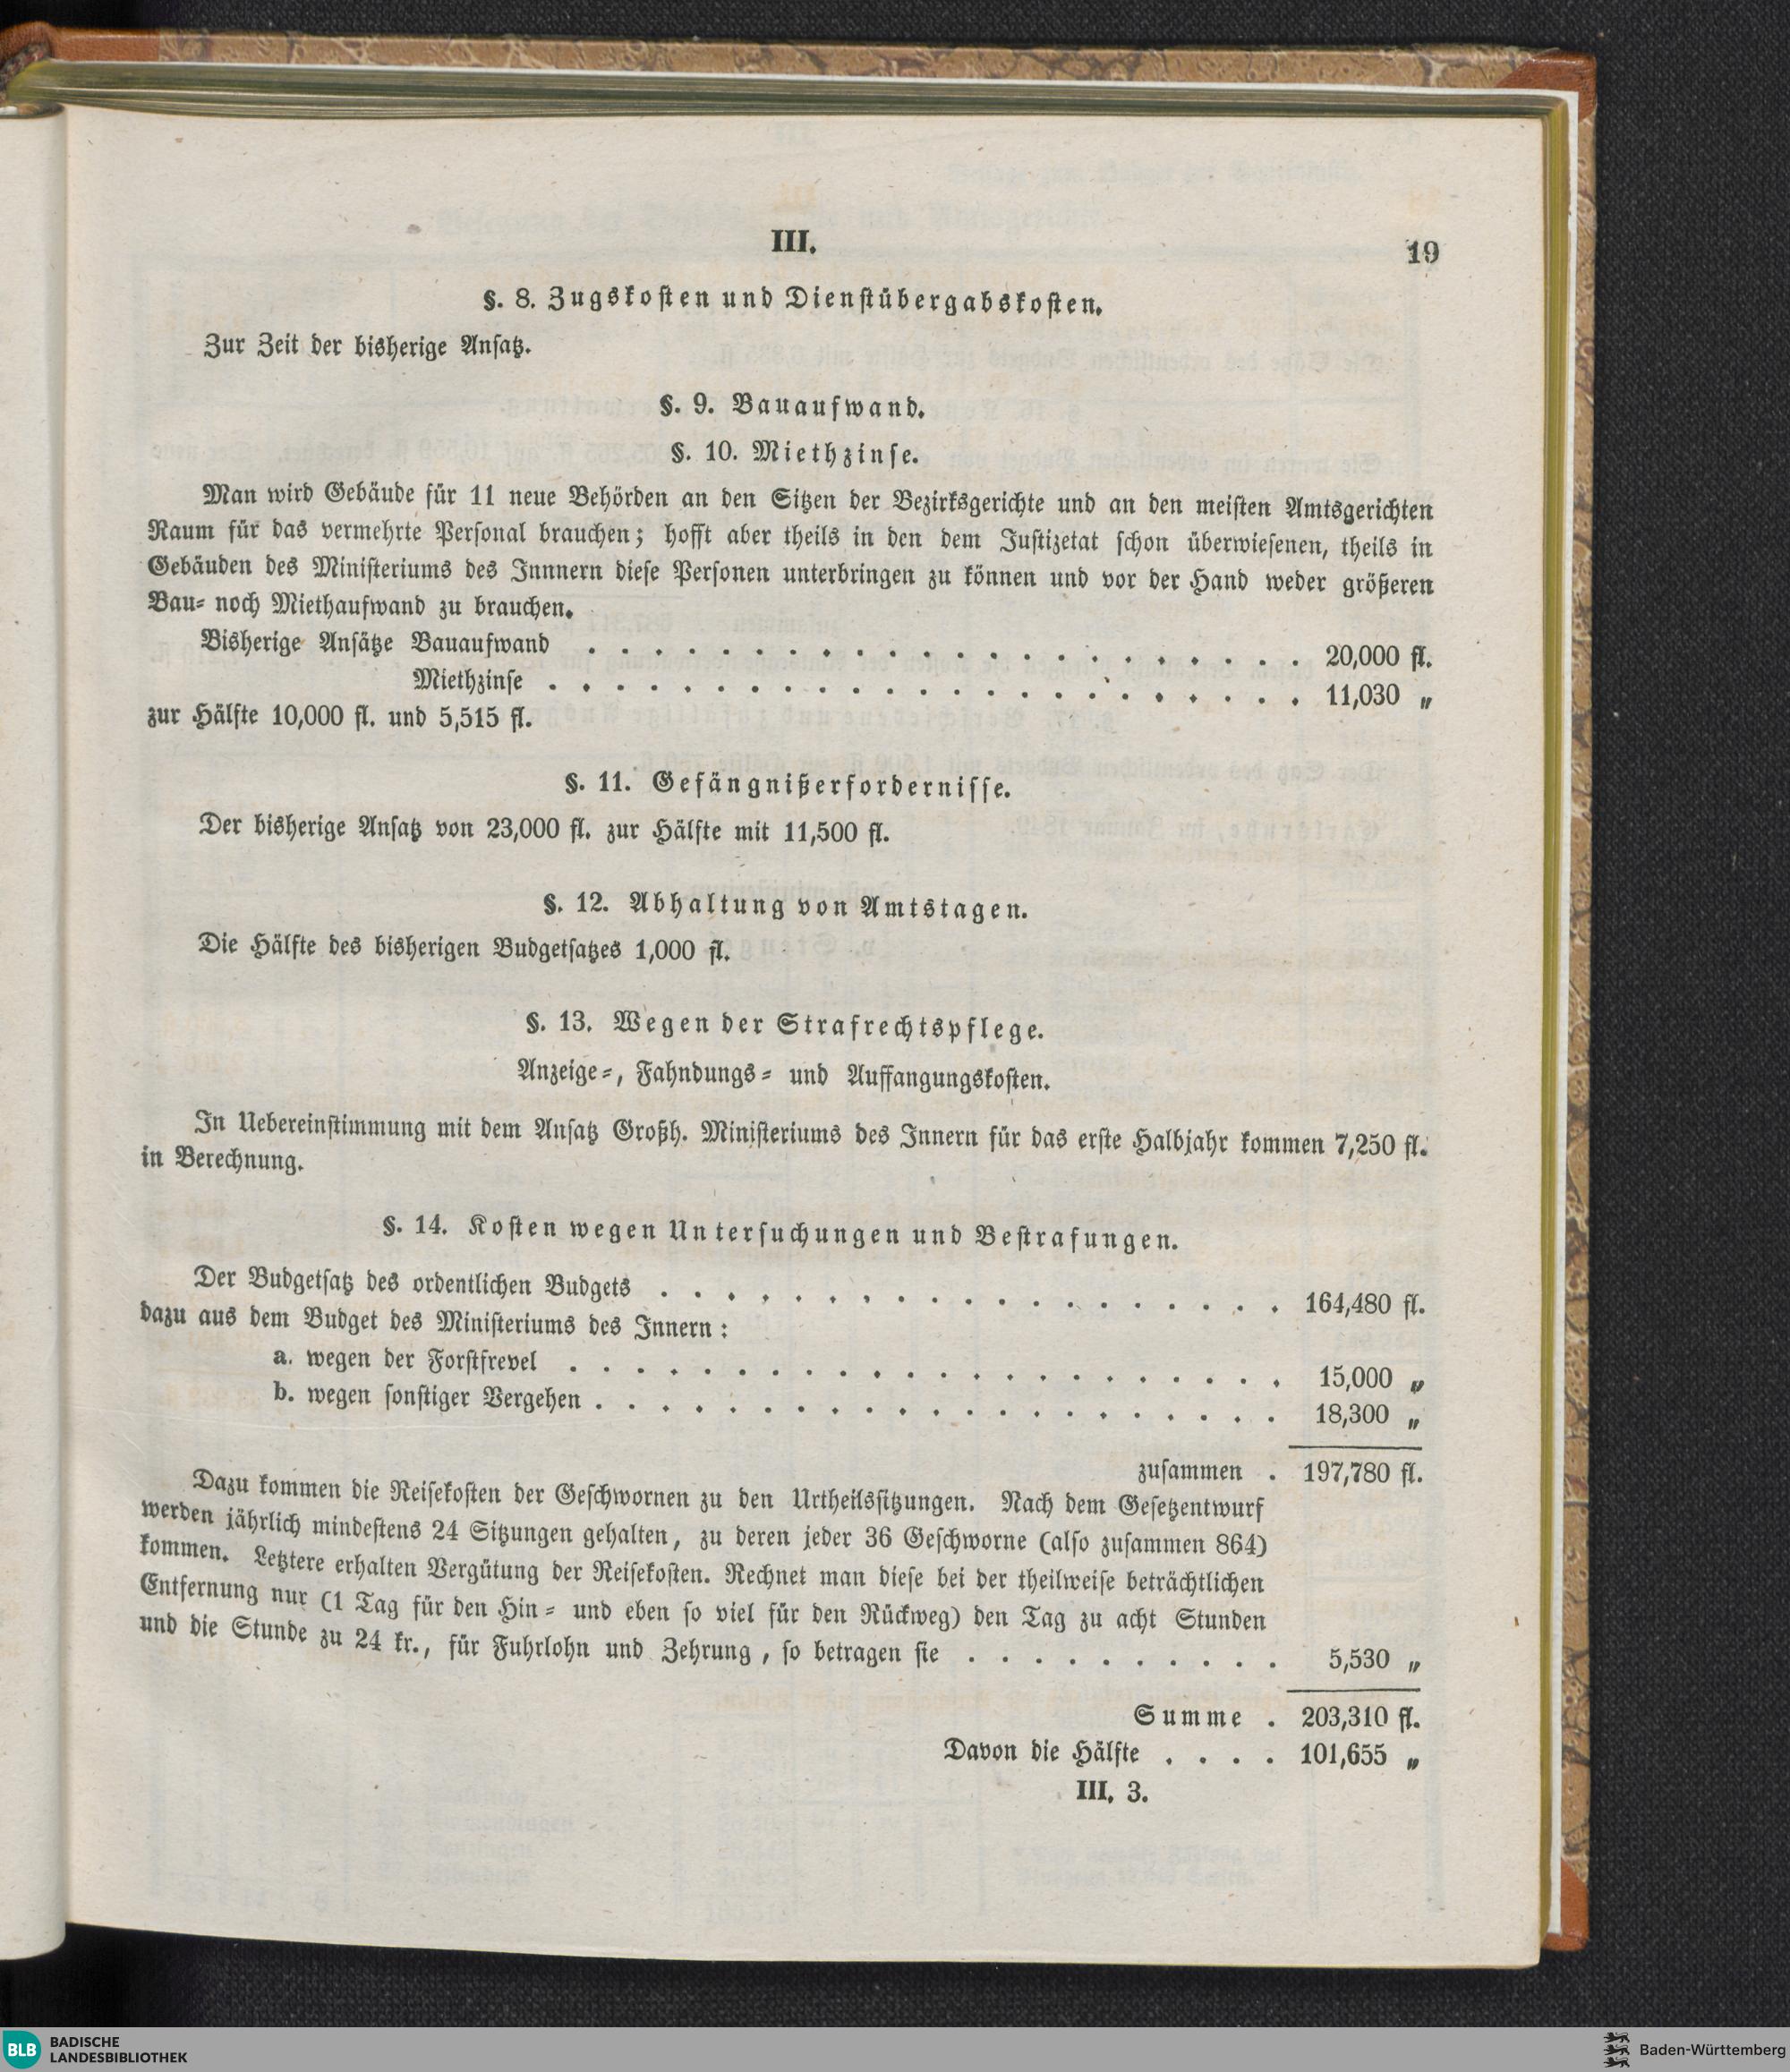 III.
19
§. 8. Zugskosten und Dienstübergabskosten.
Zur Zeit der bisherige Ansatz.
§. 9. Bauaufwand.
§. 10. Miethzinse.
Man wird Gebäude für 11 neue Behörden an den Sitzen der Bezirksgerichte und an den meisten Amtsgerichten
Raum für das vermehrte Personal brauchen; hofft aber theils in den dem Justizetat schon überwiesenen, theils in
Gebäuden des Ministeriums des Innnern diese Personen unterbringen zu können und vor der Hand weder größeren
Bau- noch Miethaufwand zu brauchen.
Bisherige Ansätze Bauaufwand . . . . . . . . . . . . . . . . . . . . . . 20,000 fl.
Miethzinse . . . . . . . . . . . . . . . . . . . . . . . 11,030 „
zur Hälfte 10,000 fl. und 5,515 fl.
§. 11. Gefängnißerfordernisse.
Der bisherige Ansatz von 23,000 fl. zur Hälfte mit 11,500 fl.
§. 12. Abhaltung von Amtstagen.
Die Hälfte des bisherigen Budgetsatzes 1,000 fl.
§. 13. Wegen der Strafrechtspflege.
Anzeige-, Fahndungs- und Auffangungskosten.
In Uebereinstimmung mit dem Ansatz Großh. Ministeriums des Innern für das erste Halbjahr kommen 7,250 fl.
in Berechnung.
§. 14. Kosten wegen Untersuchungen und Bestrafungen.
Der Budgetsatz des ordentlichen Budgets . . . . . . . . . . . . . . . . . . . 164,480 fl.
dazu aus dem Budget des Ministeriums des Innern:
a. wegen der Forstfrevel . . . . . . . . . . . . . . . . . . . . . . 15,000 „
b. wegen sonstiger Vergehen . . . . . . . . . . . . . . . . . . . . . 18,300 „
zusammen . 197,780 fl.
Dazu kommen die Reisekosten der Geschwornen zu den Urtheilssitzungen. Nach dem Gesetzentwurf
werden jährlich mindestens 24 Sitzungen gehalten, zu deren jeder 36 Geschworne (also zusammen 864)
kommen. Letztere erhalten Vergütung der Reisekosten. Rechnet man diese bei der theilweise beträchtlichen
Entfernung nur (1 Tag für den Hin- und eben so viel für den Rückweg) den Tag zu acht Stunden
und die Stunde zu 24 kr., für Fuhrlohn und Zehrung, so betragen sie . . . . . . . . . . 5,530 „
Summe . 203,310 fl.
Davon die Hälfte . . . . 101,655 „
III. 3.
BLB BADISCHE
LANDESBIBLIOTHEK
Baden-Württemberg